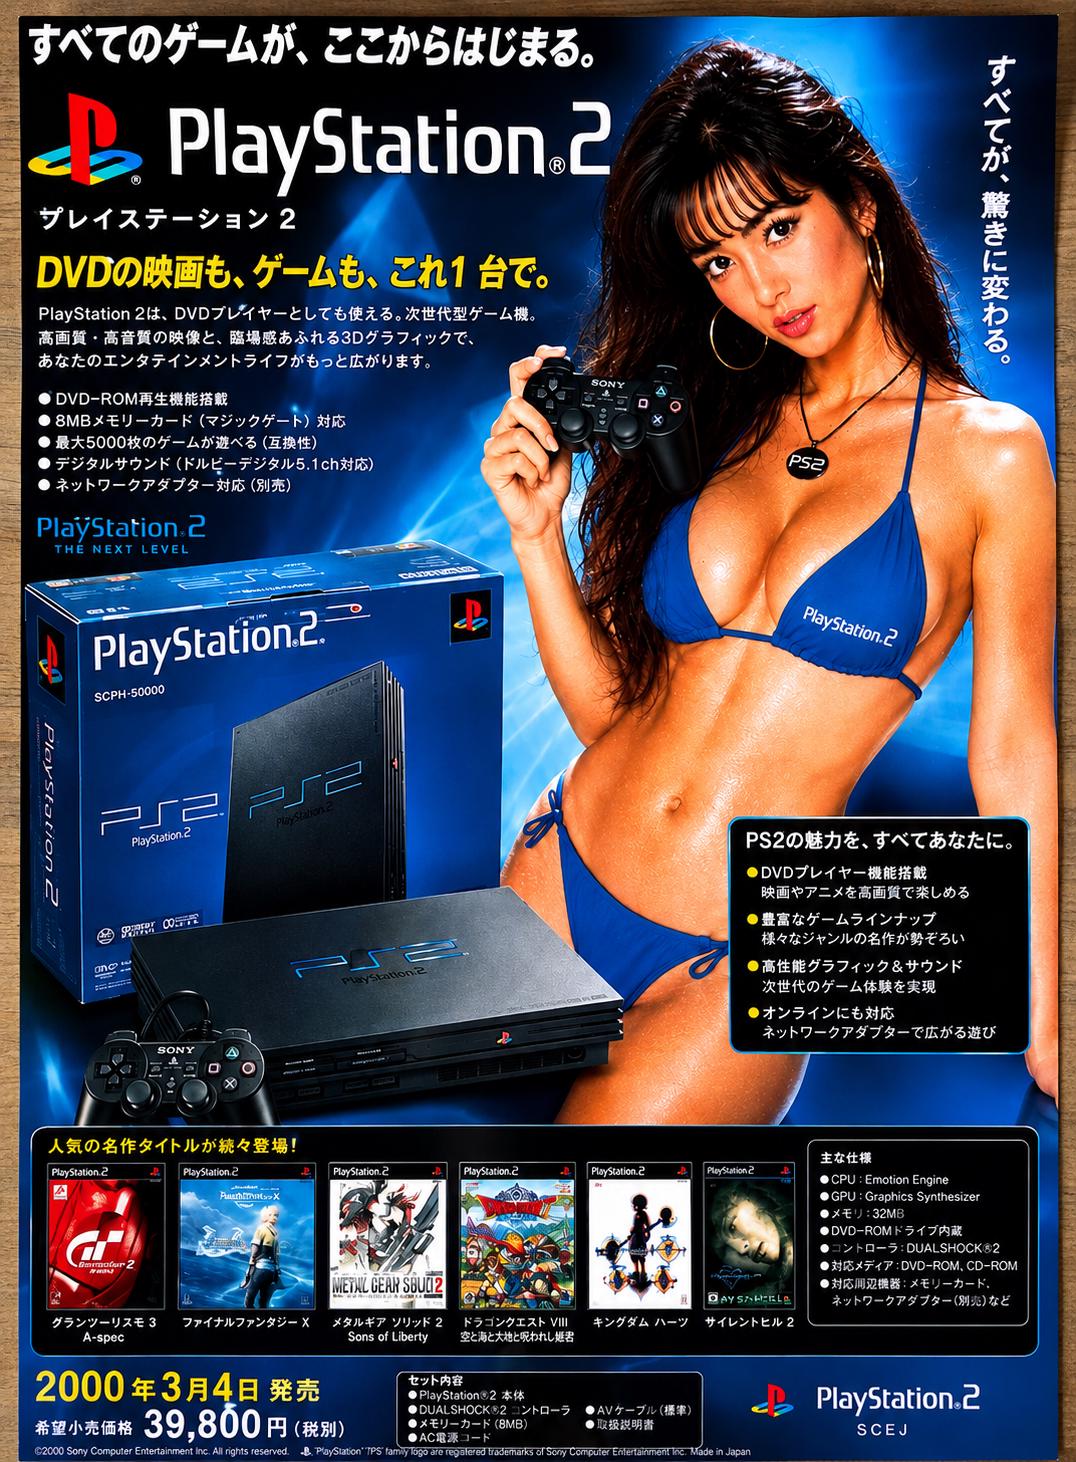 すべてのゲームが、ここからはじまる。
PlayStation®2
プレイステーション 2
すべてが、驚きに変わる。
DVDの映画も、ゲームも、これ1 台で。
PlayStation 2は、DVDプレイヤーとしても使える。次世代型ゲーム機。
高画質・高音質の映像と、臨場感あふれる3Dグラフィックで、
あなたのエンタテインメントライフがもっと広がります。
●DVD-ROM再生機能搭載
●8MBメモリーカード（マジックゲート）対応
●最大5000枚のゲームが遊べる（互換性）
●デジタルサウンド（ドルビーデジタル5.1ch対応）
●ネットワークアダプター対応（別売）
PlayStation®2
THE NEXT LEVEL
SONY
PS2
PlayStation®2
PlayStation®2
SCPH-50000
PlayStation 2
PS2
PlayStation®2
PS2
PlayStation®2
PS2
PlayStation®2
SONY
PS2の魅力を、すべてあなたに。
●DVDプレイヤー機能搭載
映画やアニメを高画質で楽しめる
●豊富なゲームラインナップ
様々なジャンルの名作が勢ぞろい
●高性能グラフィック＆サウンド
次世代のゲーム体験を実現
●オンラインにも対応
ネットワークアダプターで広がる遊び
人気の名作タイトルが続々登場！
PlayStation®2
GT
グランツーリスモ 3
A-spec
PlayStation®2
ファイナルファンタジー X
PlayStation®2
METAL GEAR
2
メタルギア ソリッド 2
Sons of Liberty
PlayStation®2
ドラゴンクエスト VIII
空と海と大地と呪われし姫君
PlayStation®2
キングダム ハーツ
PlayStation®2
サイレントヒル 2
主な仕様
●CPU：Emotion Engine
●GPU：Graphics Synthesizer
●メモリ：32MB
●DVD-ROMドライブ内蔵
●コントローラ：DUALSHOCK®2
●対応メディア：DVD-ROM、CD-ROM
●対応周辺機器：メモリーカード、
ネットワークアダプター（別売）など
2000年3月4日 発売
希望小売価格 39,800円（税別）
セット内容
●PlayStation®2 本体
●DUALSHOCK®2 コントローラ
●メモリーカード（8MB）
●AC電源コード
●AVケーブル（標準）
●取扱説明書
PlayStation®2
SCEJ
©2000 Sony Computer Entertainment Inc. All rights reserved. "PlayStation" "PS" family logo are registered trademarks of Sony Computer Entertainment Inc. Made in Japan